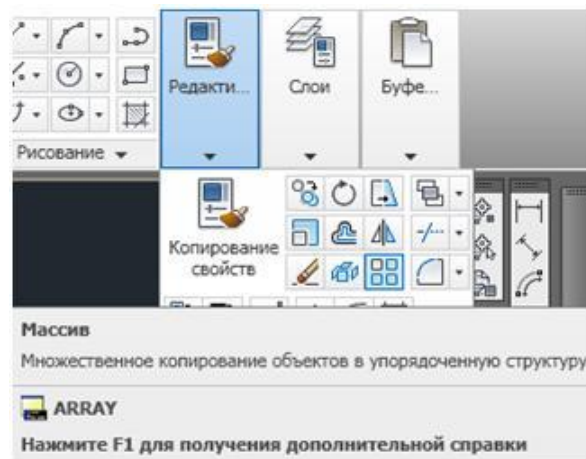 Редакти...
Слои
Буфе...
Рисование
Копирование
свойств
Массив
Множественное копирование объектов в упорядоченную структуру
ARRAY
Нажмите F1 для получения дополнительной справки